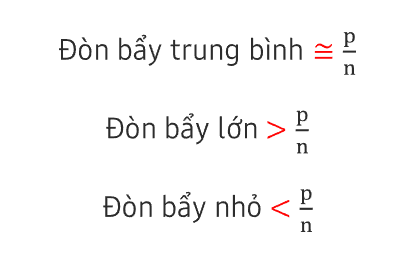 Đòn bẩy trung bình ≅ p/n
Đòn bẩy lớn > p/n
Đòn bẩy nhỏ < p/n